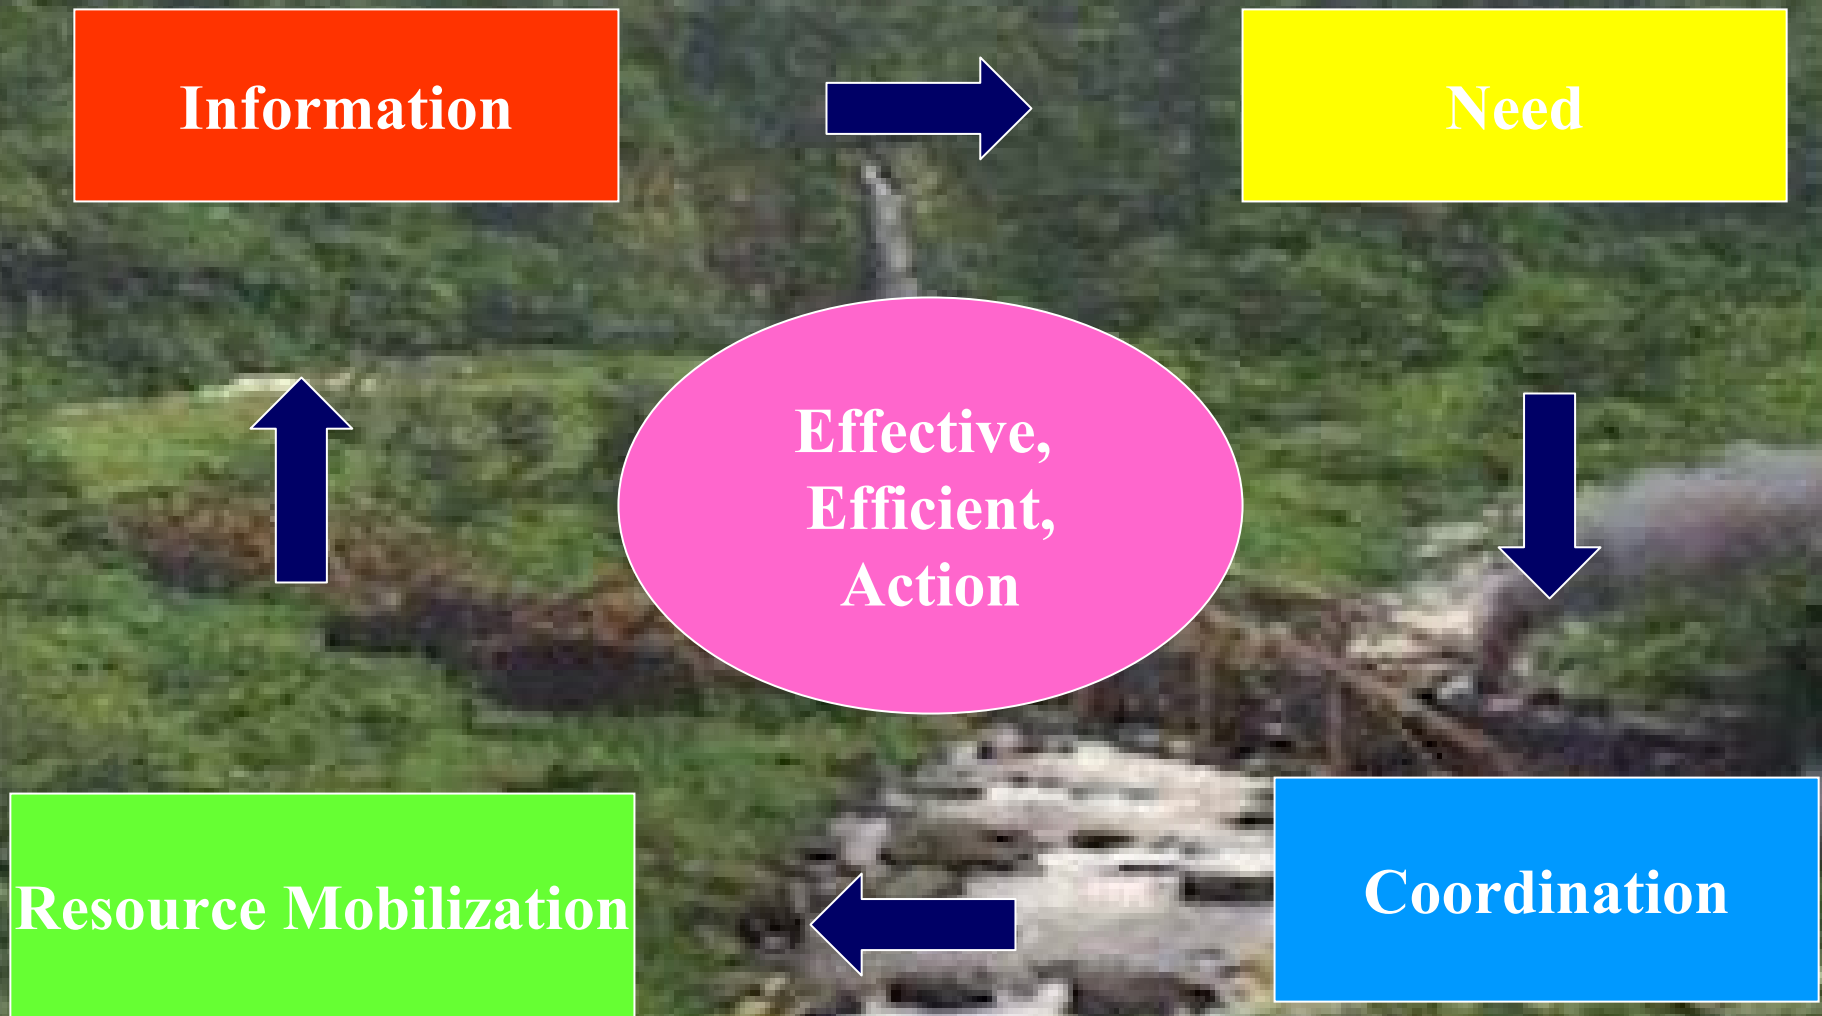 Information
Need
Effective,
Efficient,
Action
Resource Mobilization
Coordination